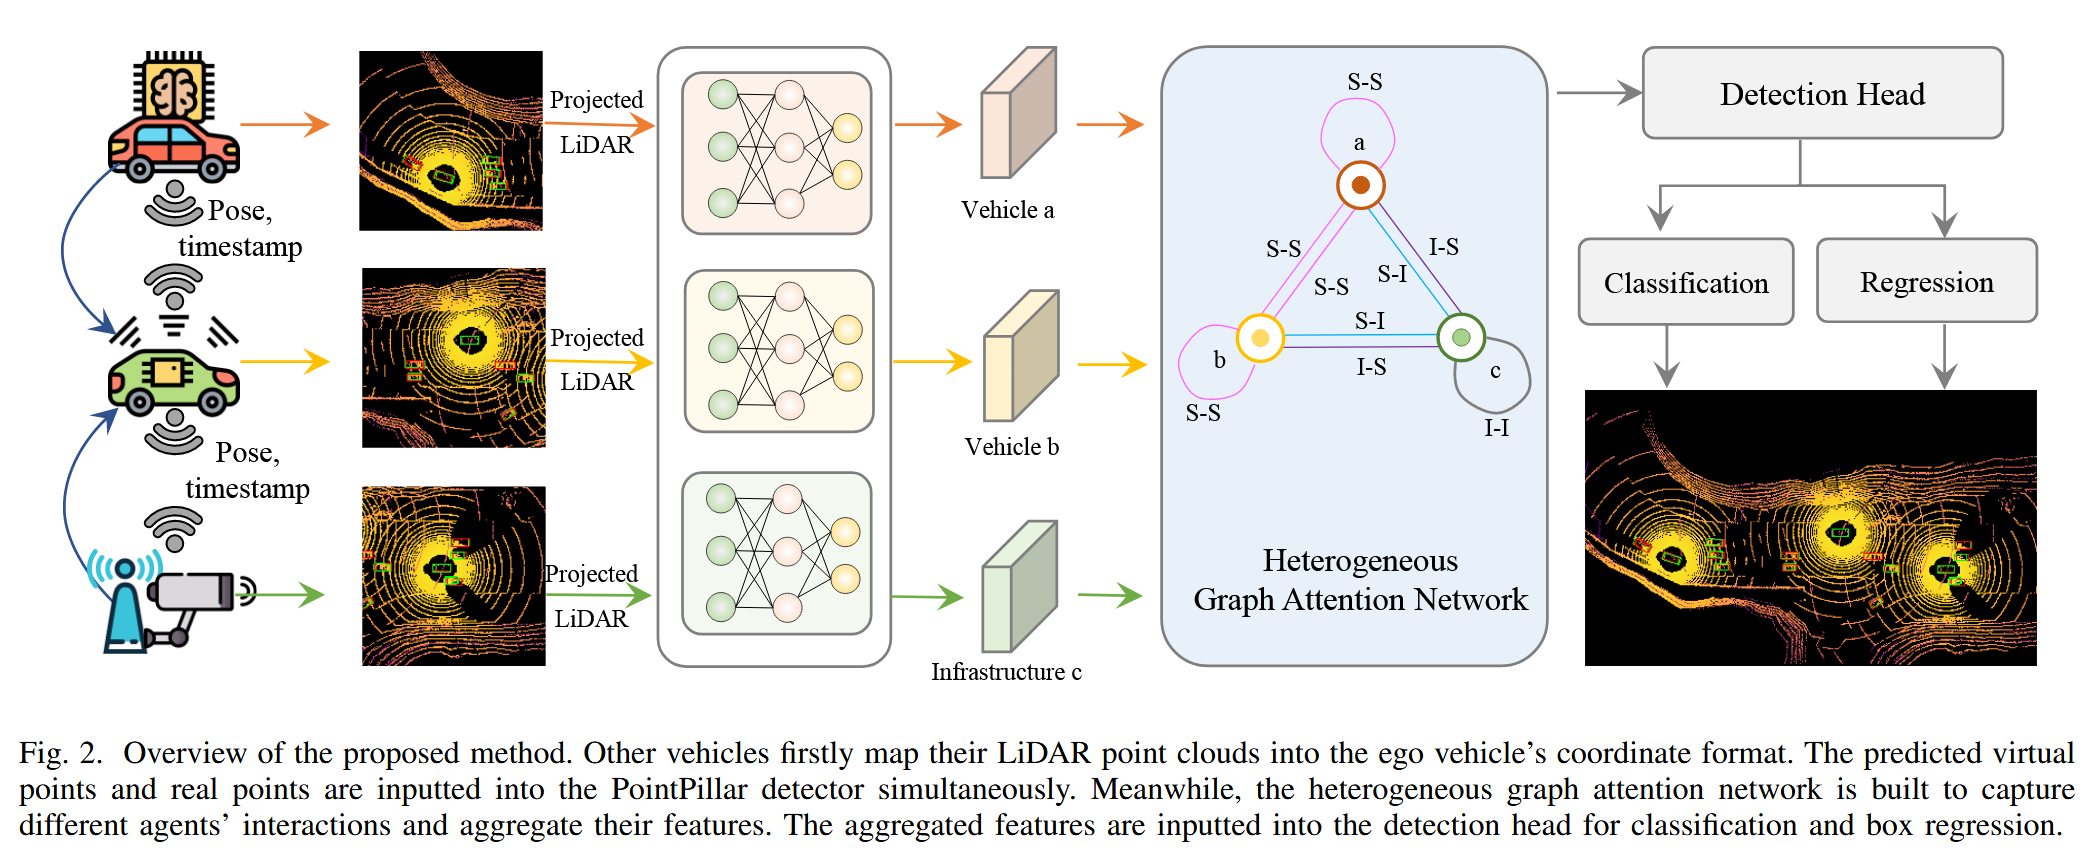 Pose,
timestamp
Pose,
timestamp
Projected
LiDAR
Projected
LiDAR
Projected
LiDAR
Vehicle a
Vehicle b
Infrastructure c
S-S
a
S-S
S-S
I-S
S-I
S-I
I-S
b
S-S
c
I-I
Heterogeneous
Graph Attention Network
Detection Head
Classification
Regression
Fig. 2. Overview of the proposed method. Other vehicles firstly map their LiDAR point clouds into the ego vehicle's coordinate format. The predicted virtual
points and real points are inputted into the PointPillar detector simultaneously. Meanwhile, the heterogeneous graph attention network is built to capture
different agents' interactions and aggregate their features. The aggregated features are inputted into the detection head for classification and box regression.